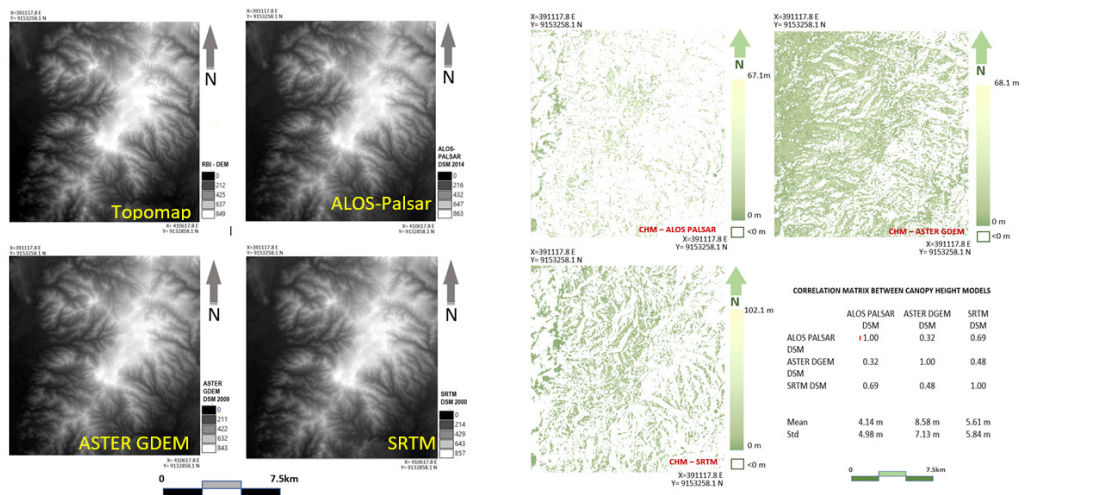 X=391117.8 E
Y= 9153258.1 N
N
RBI - DEM
0
212
425
637
849
Topomap
X= 410617.8 E
Y= 9132858.1 N
X=391117.8 E
Y= 9153258.1 N
N
ALOS-
PALSAR
DSM 2014
0
216
432
647
863
ALOS-Palsar
X= 410617.8 E
Y= 9132858.1 N
X=391117.8 E
Y= 9153258.1 N
N
ASTER
GDEM
DSM 2009
0
211
422
632
843
ASTER GDEM
X= 410617.8 E
Y= 9132858.1 N
X=391117.8 E
Y= 9153258.1 N
N
SRTM
DSM 2000
0
214
429
643
857
SRTM
X= 410617.8 E
Y= 9132858.1 N
0
7.5km
X=391117.8 E
Y= 9153258.1 N
N
67.1m
0 m
<0 m
CHM – ALOS PALSAR
X=391117.8 E
Y= 9153258.1 N
X=391117.8 E
Y= 9153258.1 N
N
68.1 m
0 m
<0 m
CHM – ASTER GDEM
X=391117.8 E
Y= 9153258.1 N
X=391117.8 E
Y= 9153258.1 N
N
102.1 m
0 m
<0 m
CHM – SRTM
X=391117.8 E
Y= 9153258.1 N
CORRELATION MATRIX BETWEEN CANOPY HEIGHT MODELS
ALOS PALSAR DSM ASTER DGEM DSM SRTM DSM
ALOS PALSAR DSM 1.00 0.32 0.69
ASTER DGEM DSM 0.32 1.00 0.48
SRTM DSM 0.69 0.48 1.00
Mean 4.14 m 8.58 m 5.61 m
Std 4.98 m 7.13 m 5.84 m
0 7.5km